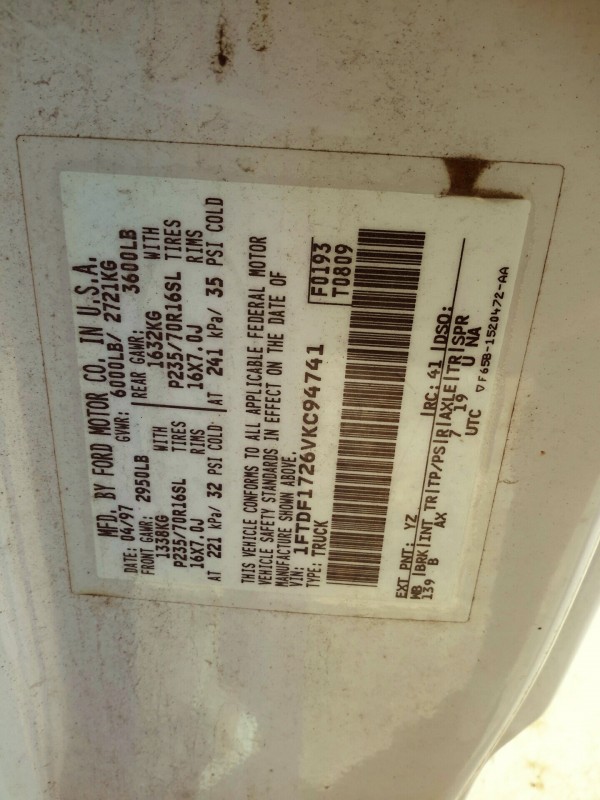 MFD. BY FORD MOTOR CO. IN U.S.A.
DATE: 04/97 GVWR: 6000LB/ 2721KG
FRONT GAWR: 2950LB REAR GAWR: 3600LB
1338KG WITH 1632KG WITH
P235/70R16SL TIRES P235/70R16SL TIRES
16X7.0J RIMS 16X7.0J RIMS
AT 221 kPa/ 32 PSI COLD AT 241 kPa/ 35 PSI COLD
THIS VEHICLE CONFORMS TO ALL APPLICABLE FEDERAL MOTOR
VEHICLE SAFETY STANDARDS IN EFFECT ON THE DATE OF
MANUFACTURE SHOWN ABOVE.
VIN: 1FTDF1726VKC94741
TYPE: TRUCK
F0193
T0809
EXT PNT: YZ RC: 41 DSO:
WB |BRK|INT TR|TP/PS|R|AXLE|TR|SPR
139 B AX 7 19 U NA
UTC
▽F65B-1520472-AA